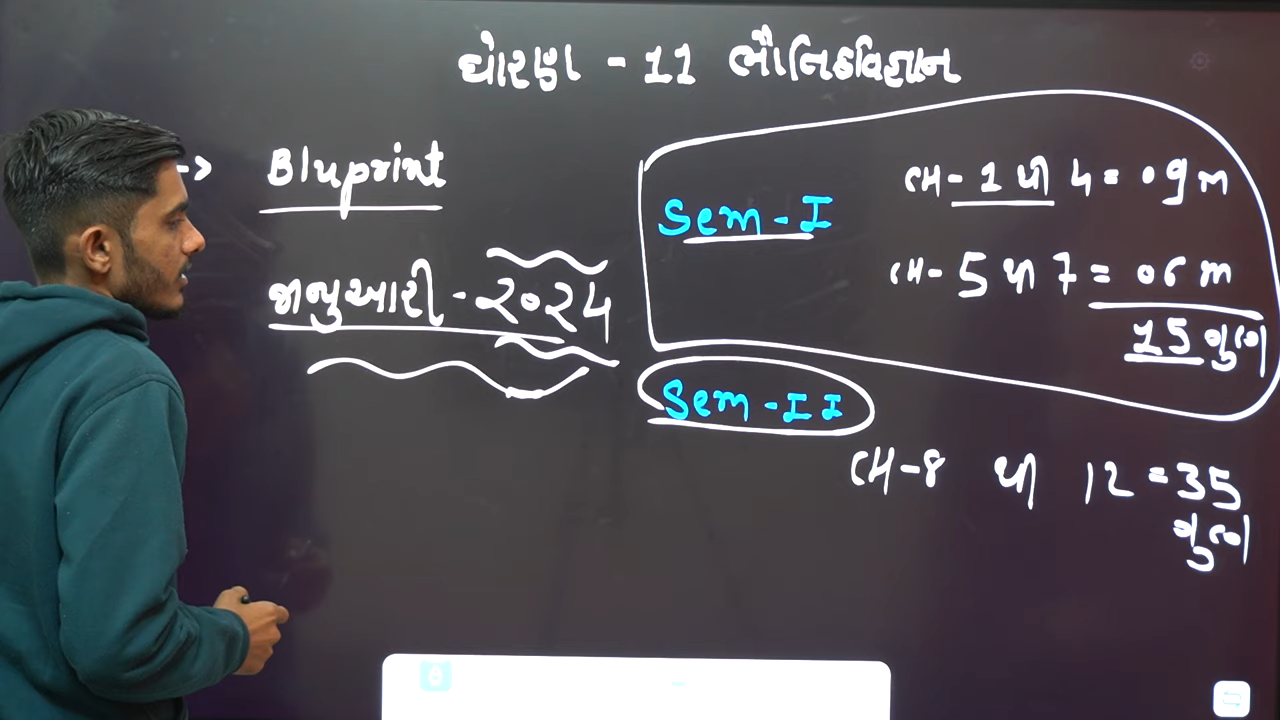 ધોરણ - 11 ભૌતિકવિજ્ઞાન
-> Bluprint
જાન્યુઆરી - ૨૦૨૪
Sem - I
CH - 1 થી 4 = 09 m
CH - 5 થી 7 = 06 m
15 ગુણ
Sem - II
CH - 8 થી 12 = 35
ગુણ